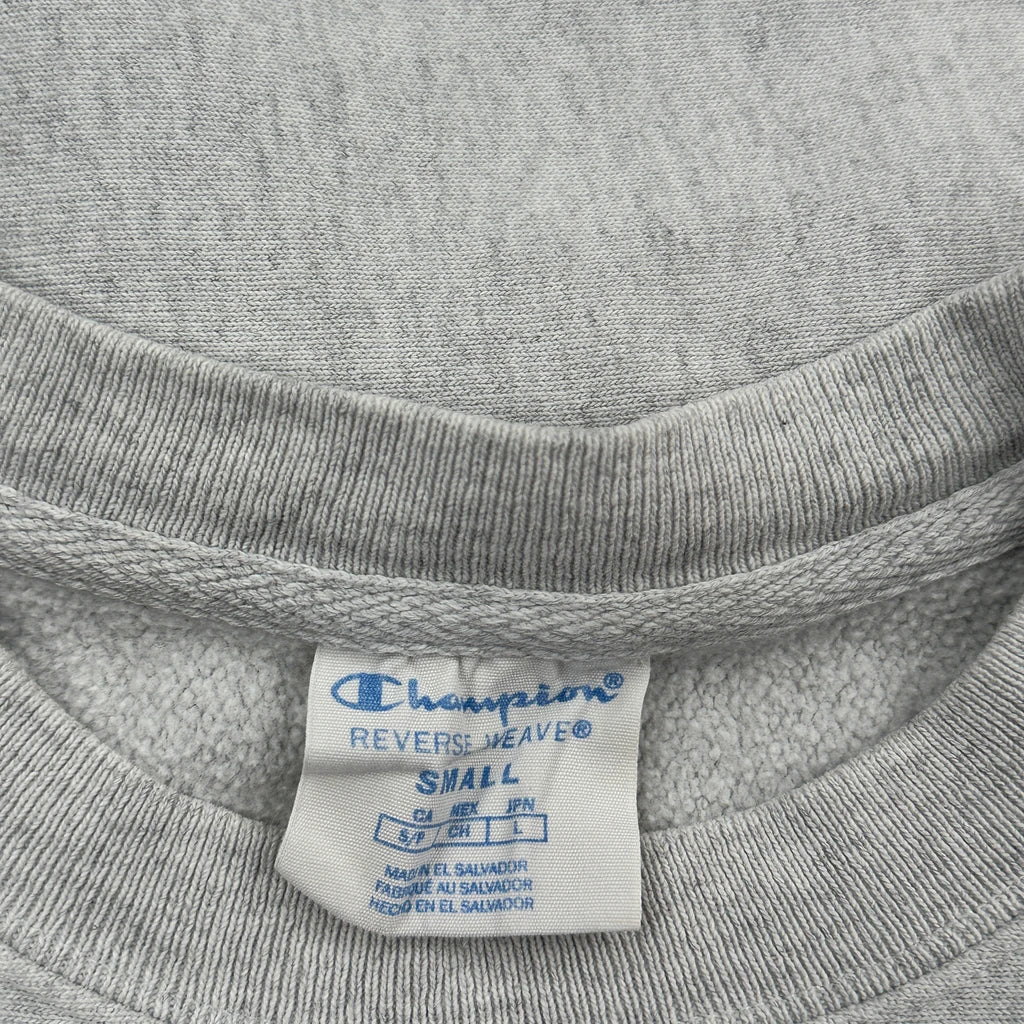 Champion®
REVERSE WEAVE®
SMALL
CA MEX JPN
S/P CH L
MADE IN EL SALVADOR
FABRIQUÉ AU SALVADOR
HECHO EN EL SALVADOR